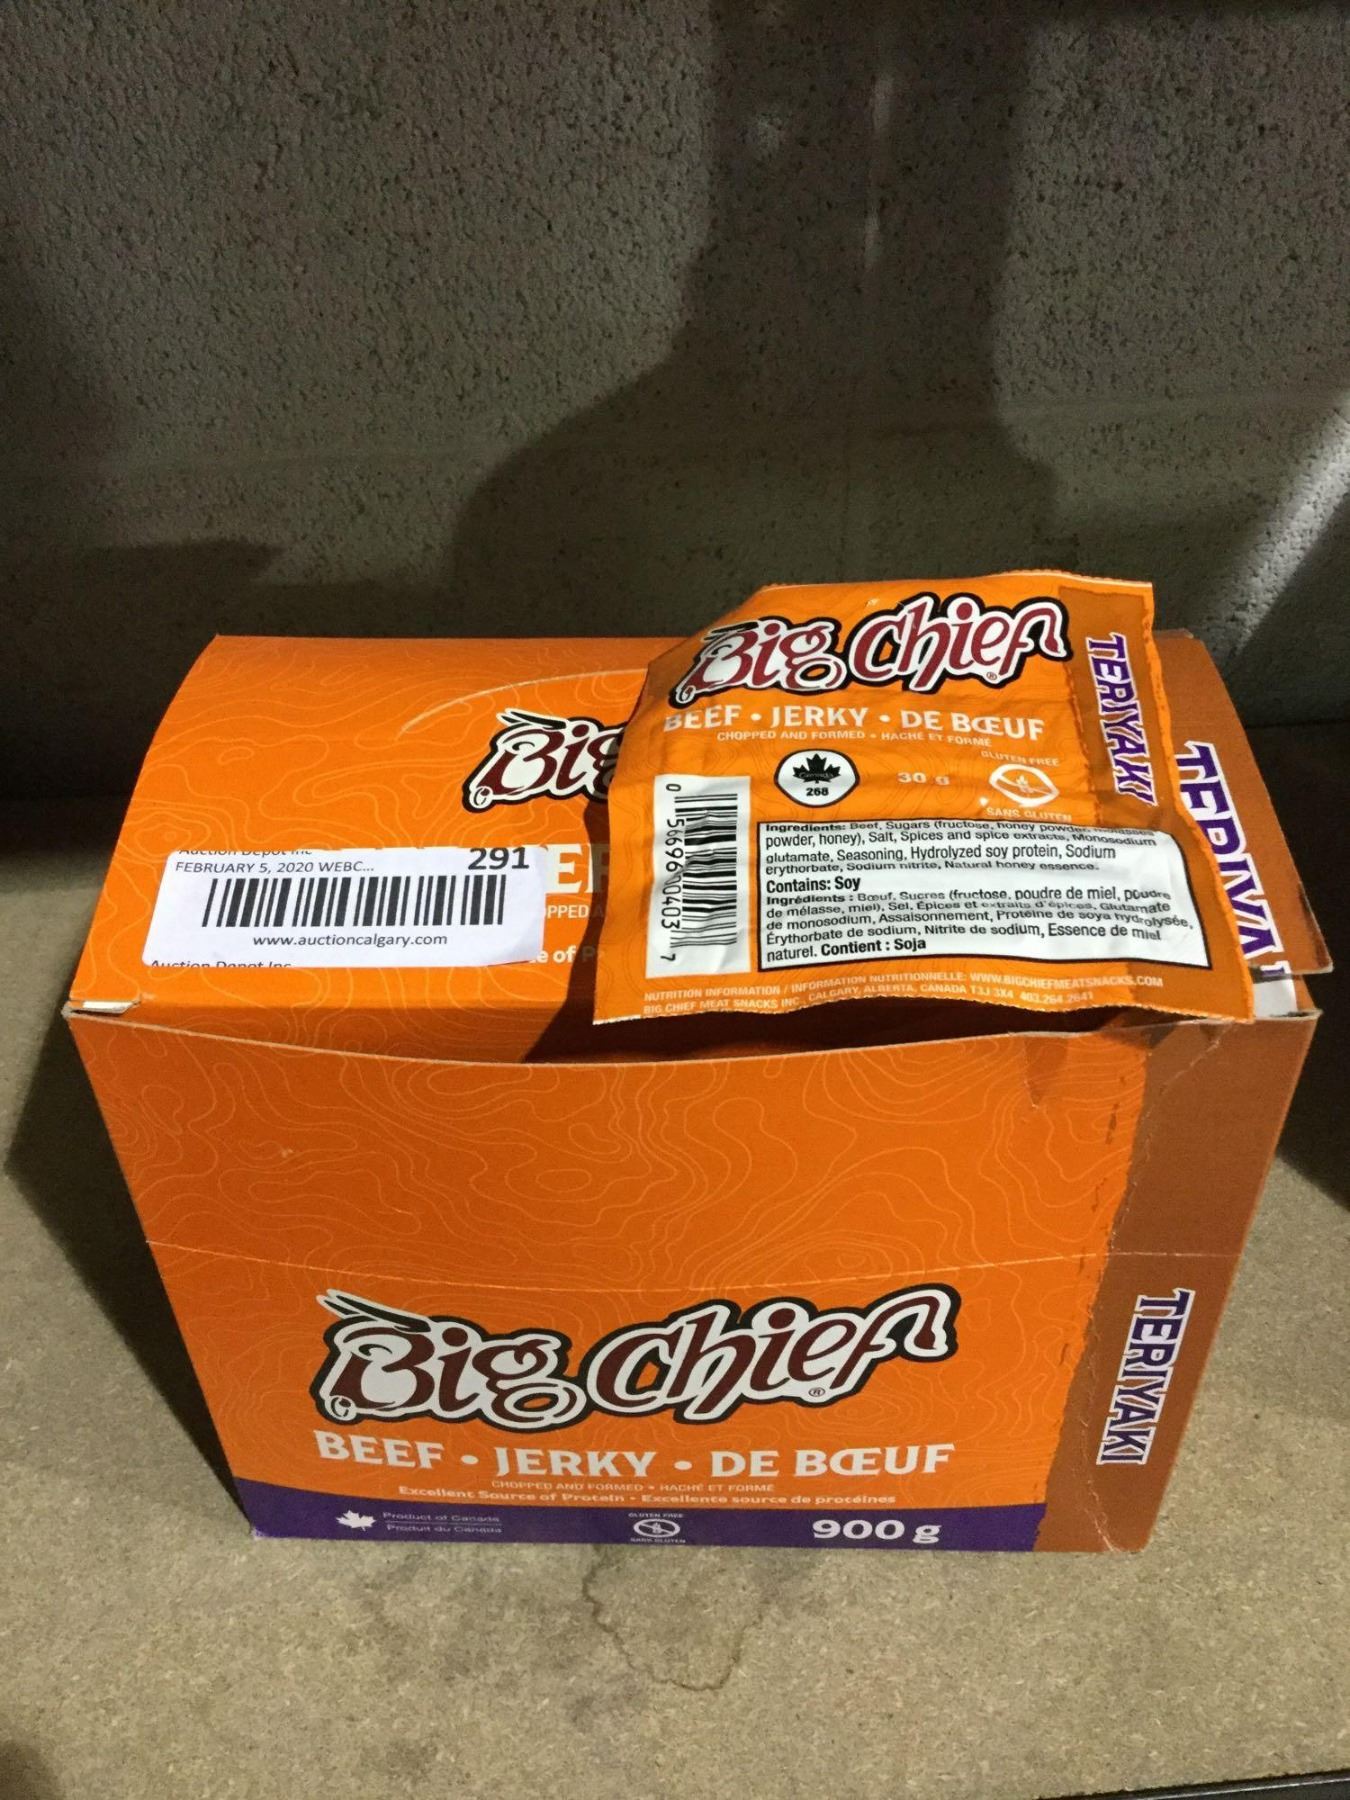 Big Chief
BEEF • JERKY • DE BŒUF
CHOPPED AND FORMED • HACHÉ ET FORMÉ
GLUTEN FREE
Canada
268
30 g
SANS GLUTEN
TERIYAKI
0 56696 00403 7
Ingredients: Beef, Sugars (fructose, honey powder, molasses
powder, honey), Salt, Spices and spice extracts, Monosodium
glutamate, Seasoning, Hydrolyzed soy protein, Sodium
erythorbate, Sodium nitrite, Natural honey essence.
Contains: Soy
Ingrédients : Bœuf, Sucres (fructose, poudre de miel, poudre
de mélasse, miel), Sel, Épices et extraits d'épices, Glutamate
de monosodium, Assaisonnement, Protéine de soya hydrolysée,
Érythorbate de sodium, Nitrite de sodium, Essence de miel
naturel. Contient : Soja
NUTRITION INFORMATION / INFORMATION NUTRITIONNELLE: WWW.BIGCHIEFMEATSNACKS.COM
BIG CHIEF MEAT SNACKS INC., CALGARY, ALBERTA, CANADA T3J 3X4 403.264.2641
Big
TERIYA
Auction Depot Inc
FEBRUARY 5, 2020 WEBC... 291
www.auctioncalgary.com
Auction Depot Inc
Big Chief
®
BEEF • JERKY • DE BŒUF
CHOPPED AND FORMED • HACHÉ ET FORMÉ
Excellent Source of Protein • Excellente source de protéines
Product of Canada
Produit du Canada
GLUTEN FREE
SANS GLUTEN
900 g
TERIYAKI